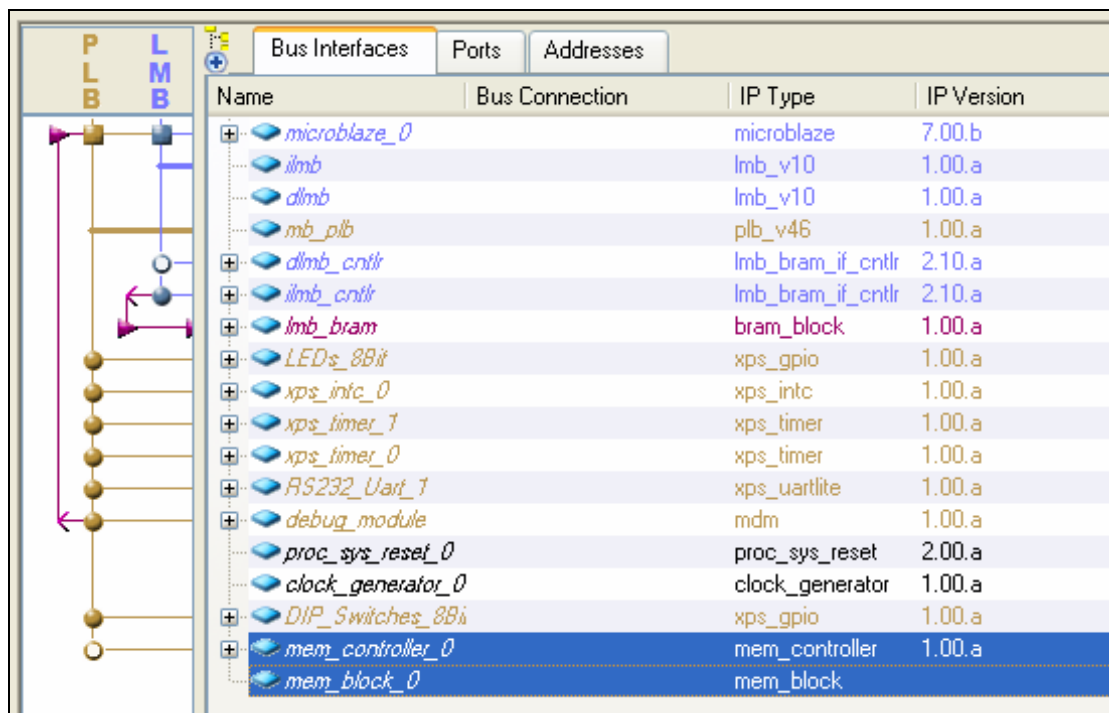 PLB LMB
Bus Interfaces Ports Addresses
Name Bus Connection IP Type IP Version
microblaze_0 microblaze 7.00.b
ilmb lmb_v10 1.00.a
dlmb lmb_v10 1.00.a
mb_plb plb_v46 1.00.a
dlmb_cntlr lmb_bram_if_cntlr 2.10.a
ilmb_cntlr lmb_bram_if_cntlr 2.10.a
lmb_bram bram_block 1.00.a
LEDs_8Bit xps_gpio 1.00.a
xps_intc_0 xps_intc 1.00.a
xps_timer_1 xps_timer 1.00.a
xps_timer_0 xps_timer 1.00.a
RS232_Uart_1 xps_uartlite 1.00.a
debug_module mdm 1.00.a
proc_sys_reset_0 proc_sys_reset 2.00.a
clock_generator_0 clock_generator 1.00.a
DIP_Switches_8Bi xps_gpio 1.00.a
mem_controller_0 mem_controller 1.00.a
mem_block_0 mem_block